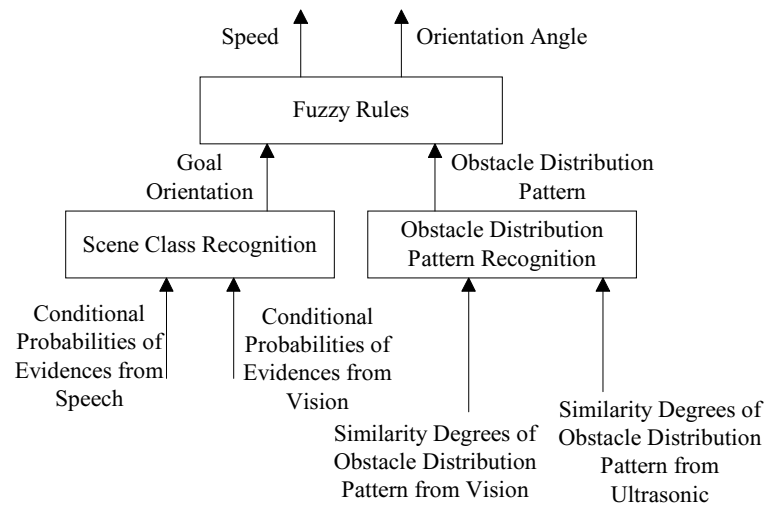 Speed
Orientation Angle
Fuzzy Rules
Goal
Orientation
Obstacle Distribution
Pattern
Scene Class Recognition
Obstacle Distribution
Pattern Recognition
Conditional
Probabilities of
Evidences from
Speech
Conditional
Probabilities of
Evidences from
Vision
Similarity Degrees of
Obstacle Distribution
Pattern from Vision
Similarity Degrees of
Obstacle Distribution
Pattern from
Ultrasonic